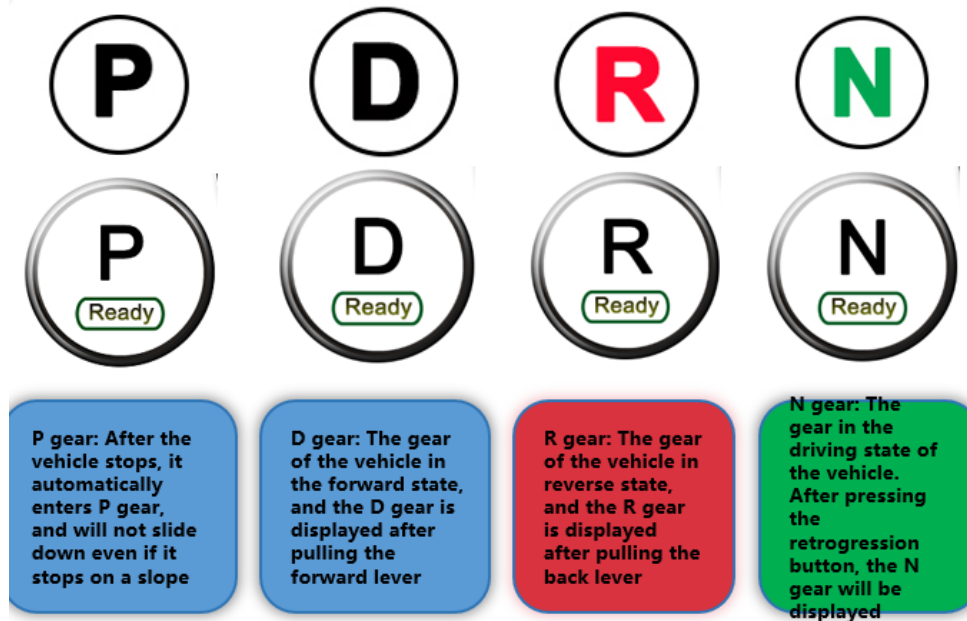 P
D
R
N
P
Ready
D
Ready
R
Ready
N
Ready
P gear: After the
vehicle stops, it
automatically
enters P gear,
and will not slide
down even if it
stops on a slope
D gear: The gear
of the vehicle in
the forward state,
and the D gear is
displayed after
pulling the
forward lever
R gear: The gear
of the vehicle in
reverse state,
and the R gear
is displayed
after pulling the
back lever
N gear: The
gear in the
driving state of
the vehicle.
After pressing
the
retrogression
button, the N
gear will be
displayed